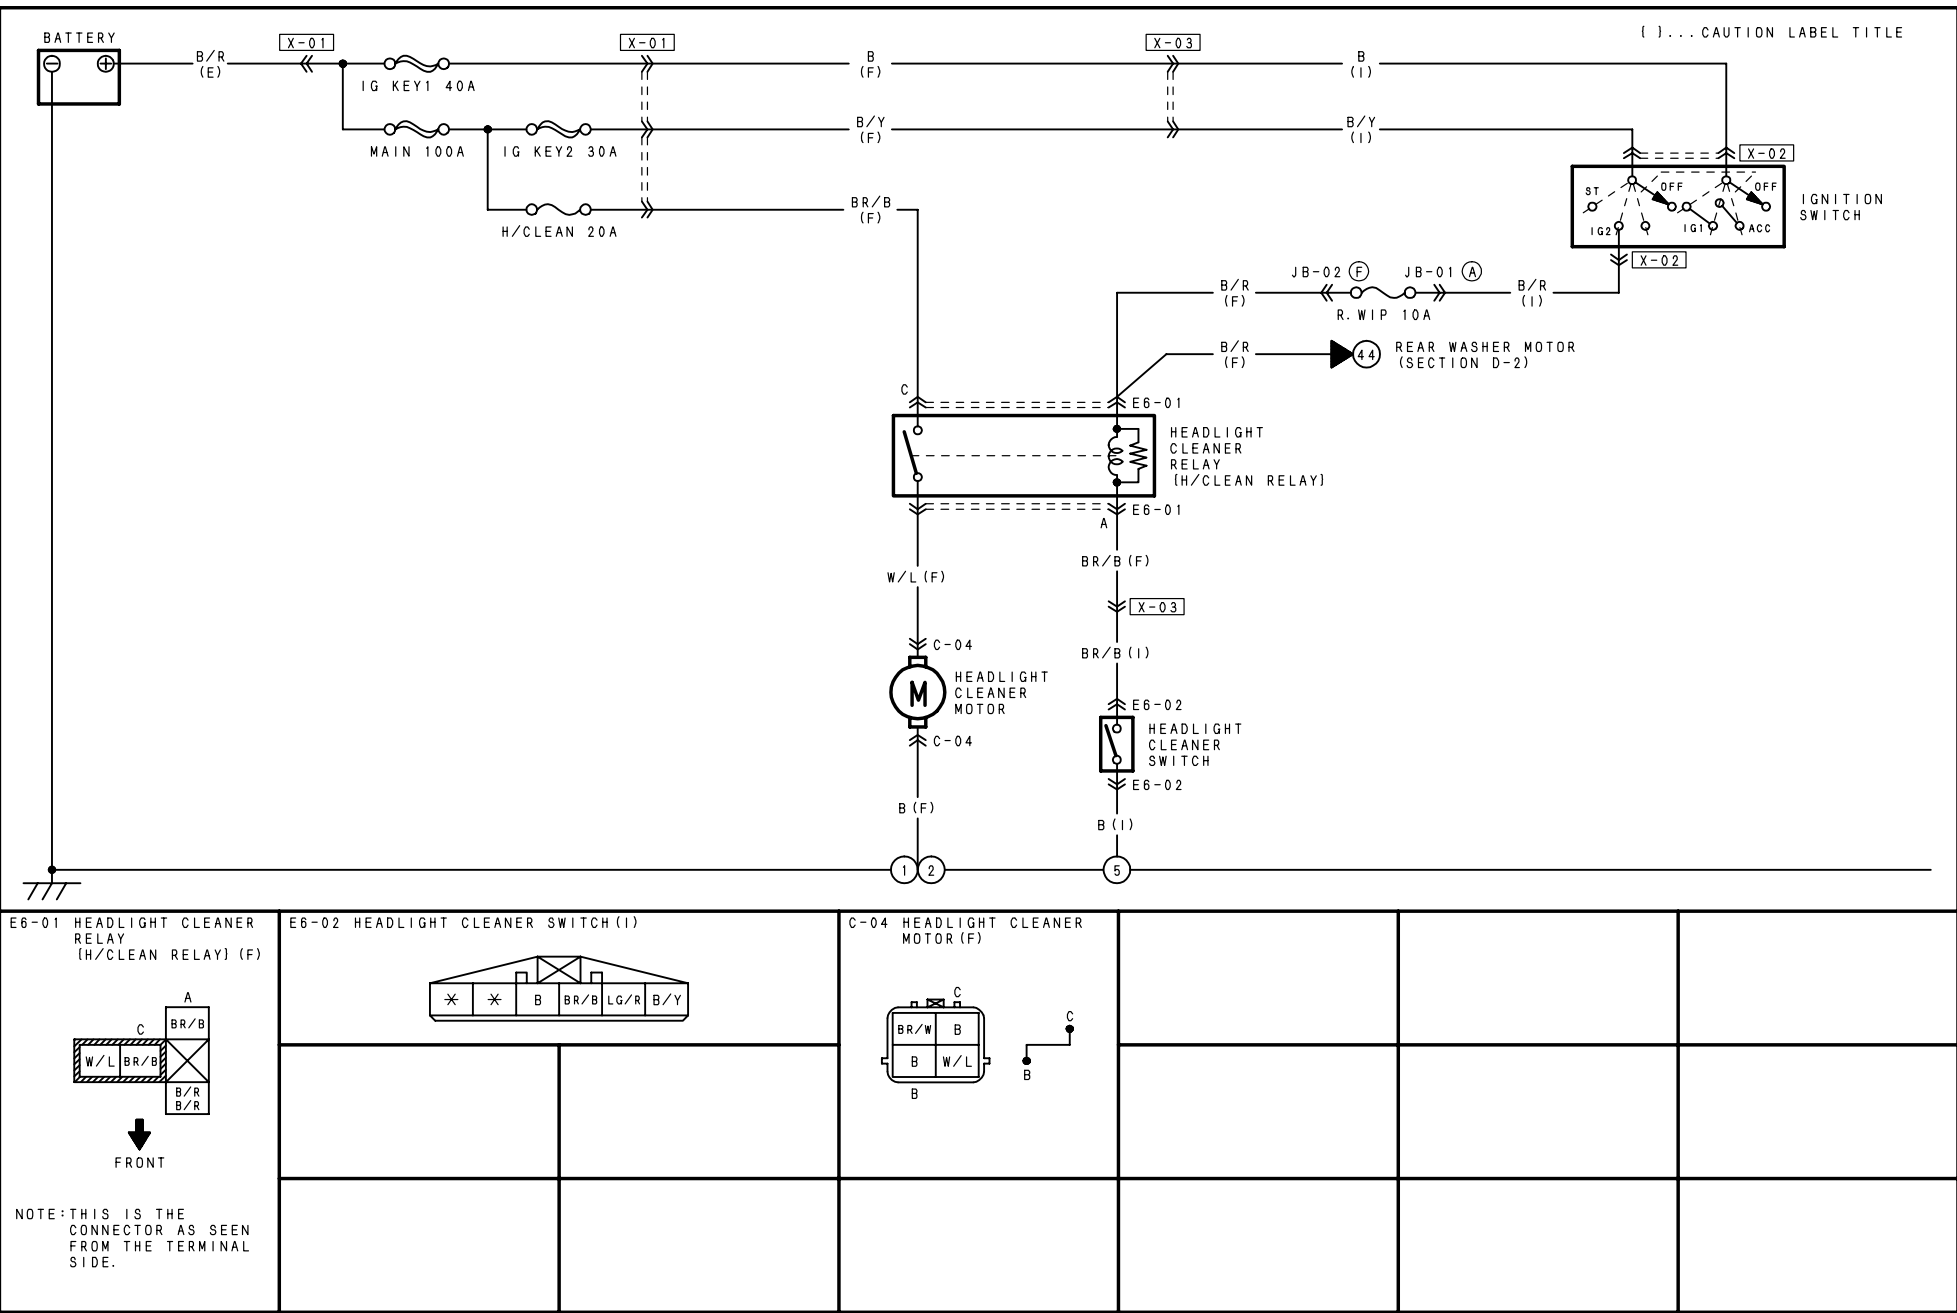 { }...CAUTION LABEL TITLE
BATTERY
B/R
(E)
X-01
IG KEY1 40A
X-01
B
(F)
X-03
B
(I)
MAIN 100A
IG KEY2 30A
B/Y
(F)
B/Y
(I)
X-02
H/CLEAN 20A
BR/B
(F)
ST
OFF
OFF
IG2
IG1
ACC
IGNITION
SWITCH
X-02
B/R
(F)
JB-02 F
JB-01 A
R.WIP 10A
B/R
(I)
B/R
(F)
44
REAR WASHER MOTOR
(SECTION D-2)
C
E6-01
HEADLIGHT
CLEANER
RELAY
{H/CLEAN RELAY}
E6-01
A
W/L(F)
BR/B(F)
X-03
BR/B(I)
C-04
M
HEADLIGHT
CLEANER
MOTOR
C-04
E6-02
HEADLIGHT
CLEANER
SWITCH
E6-02
B(F)
B(I)
1 2 5
E6-01 HEADLIGHT CLEANER
RELAY
{H/CLEAN RELAY}(F)
A
BR/B
C
W/L BR/B
B/R
B/R
FRONT
NOTE:THIS IS THE
CONNECTOR AS SEEN
FROM THE TERMINAL
SIDE.
E6-02 HEADLIGHT CLEANER SWITCH(I)
* * B BR/B LG/R B/Y
C-04 HEADLIGHT CLEANER
MOTOR(F)
C
BR/W B
B W/L
B
C
B